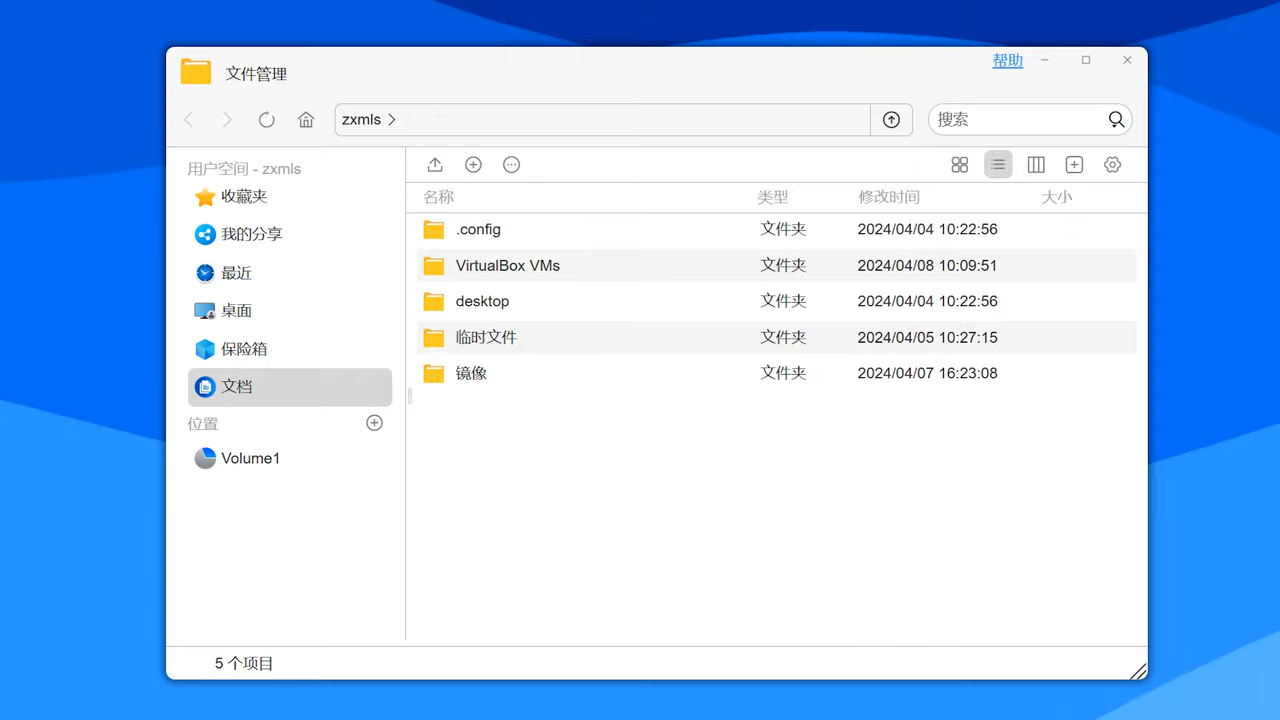 文件管理
帮助
zxmls
搜索
用户空间 - zxmls
收藏夹
我的分享
最近
桌面
保险箱
文档
位置
Volume1
名称 类型 修改时间 大小
.config 文件夹 2024/04/04 10:22:56
VirtualBox VMs 文件夹 2024/04/08 10:09:51
desktop 文件夹 2024/04/04 10:22:56
临时文件 文件夹 2024/04/05 10:27:15
镜像 文件夹 2024/04/07 16:23:08
5 个项目